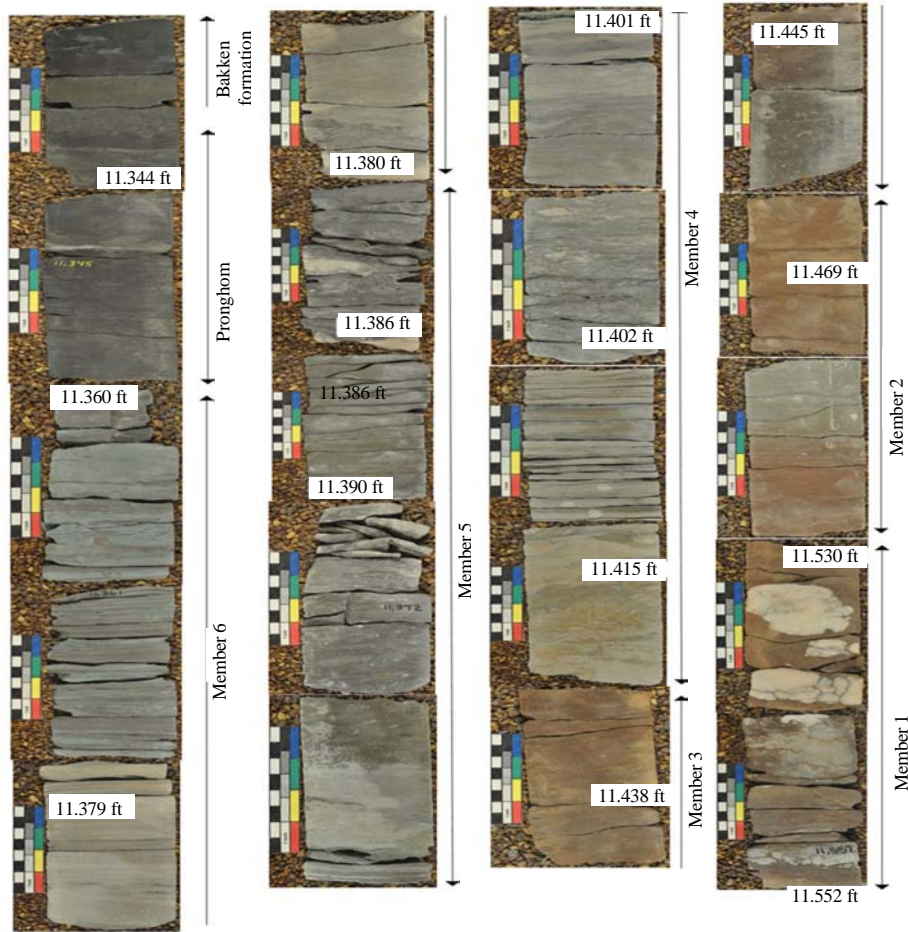 Bakken
formation
11.344 ft
Pronghom
11.360 ft
Member 6
11.379 ft
11.380 ft
11.386 ft
11.386 ft
11.390 ft
Member 5
11.401 ft
11.402 ft
Member 4
11.415 ft
11.438 ft
Member 3
11.445 ft
11.469 ft
Member 2
11.530 ft
Member 1
11.552 ft